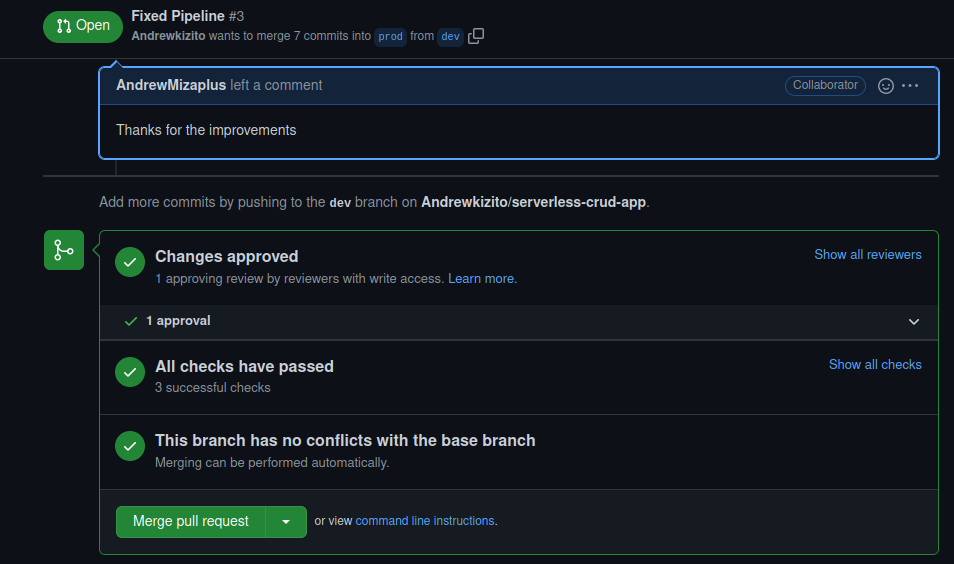 Open
Fixed Pipeline #3
Andrewkizito wants to merge 7 commits into prod from dev
AndrewMizaplus left a comment
Collaborator
Thanks for the improvements
Add more commits by pushing to the dev branch on Andrewkizito/serverless-crud-app.
Changes approved
Show all reviewers
1 approving review by reviewers with write access. Learn more.
1 approval
All checks have passed
Show all checks
3 successful checks
This branch has no conflicts with the base branch
Merging can be performed automatically.
Merge pull request
or view command line instructions.